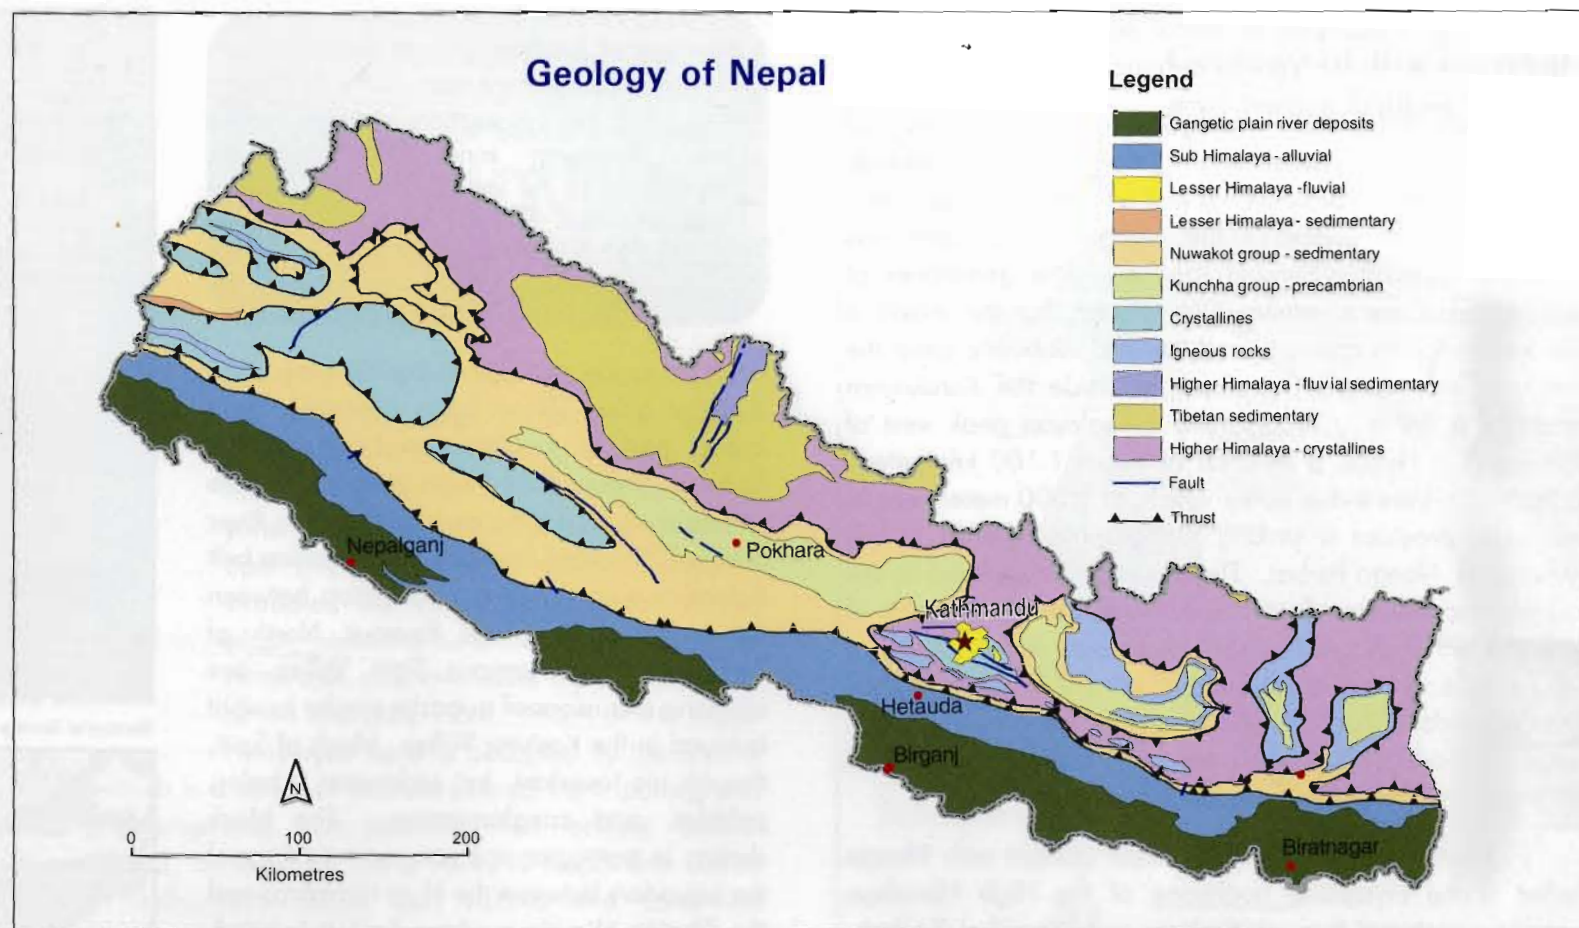 Geology of Nepal
Legend
Gangetic plain river deposits
Sub Himalaya - alluvial
Lesser Himalaya - fluvial
Lesser Himalaya - sedimentary
Nuwakot group - sedimentary
Kunchha group - precambrian
Crystallines
Igneous rocks
Higher Himalaya - fluvial sedimentary
Tibetan sedimentary
Higher Himalaya - crystallines
Fault
Thrust
Nepalganj
Pokhara
Kathmandu
Hetauda
Birganj
Biratnagar
N
0 100 200
Kilometres